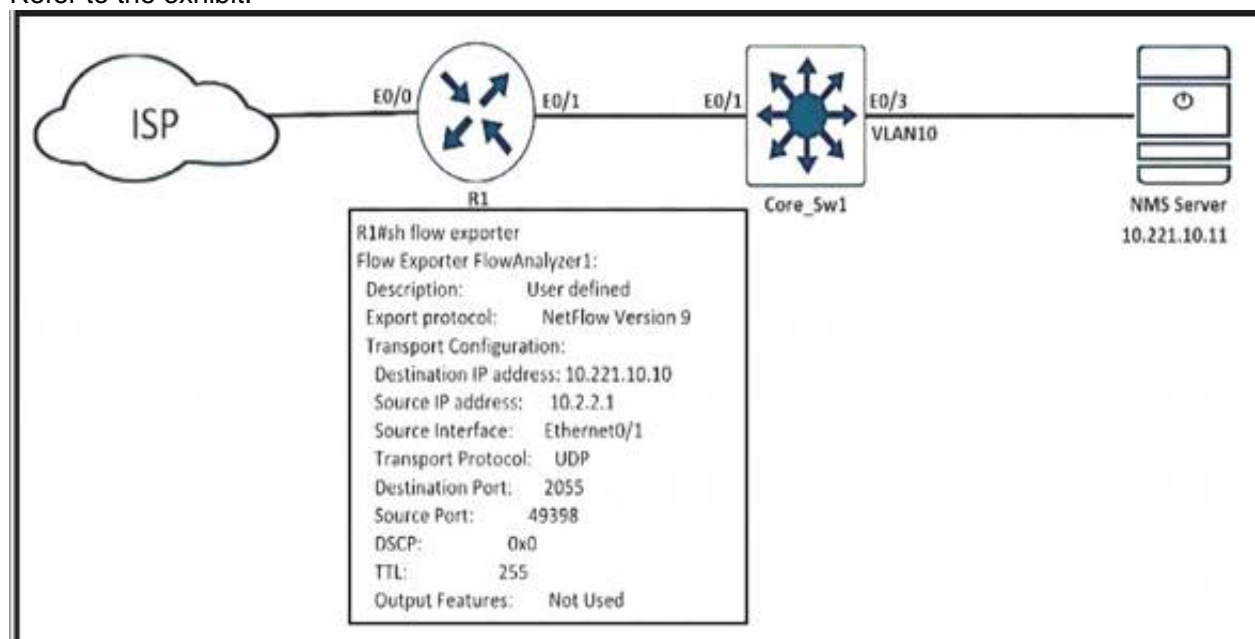 Refer to the exhibit.
ISP
E0/0
E0/1
E0/1
E0/3
VLAN10
R1
Core_Sw1
NMS Server
10.221.10.11
R1#sh flow exporter
Flow Exporter FlowAnalyzer1:
Description: User defined
Export protocol: NetFlow Version 9
Transport Configuration:
Destination IP address: 10.221.10.10
Source IP address: 10.2.2.1
Source Interface: Ethernet0/1
Transport Protocol: UDP
Destination Port: 2055
Source Port: 49398
DSCP: 0x0
TTL: 255
Output Features: Not Used